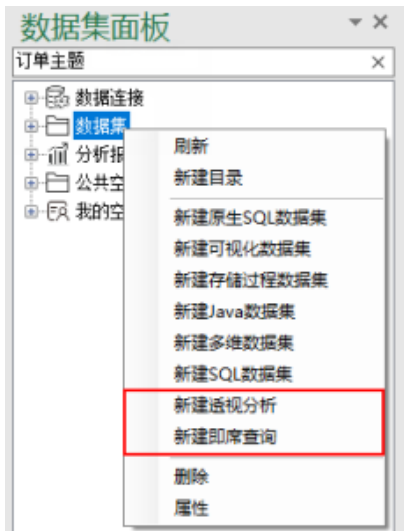 数据集面板
订单主题
数据连接
数据集
分析报
公共空
我的空
刷新
新建目录
新建原生SQL数据集
新建可视化数据集
新建存储过程数据集
新建Java数据集
新建多维数据集
新建SQL数据集
新建透视分析
新建即席查询
删除
属性